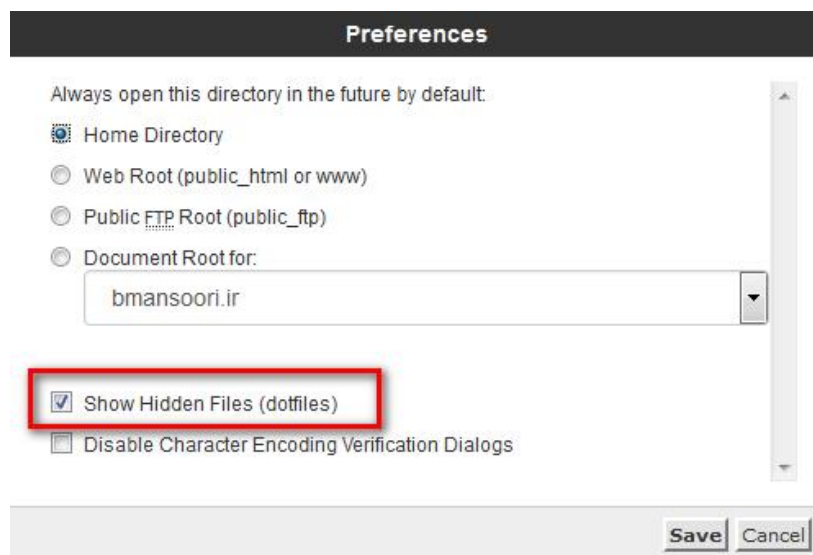 Preferences
Always open this directory in the future by default:
Home Directory
Web Root (public_html or www)
Public FTP Root (public_ftp)
Document Root for:
bmansoori.ir
Show Hidden Files (dotfiles)
Disable Character Encoding Verification Dialogs
Save Cancel